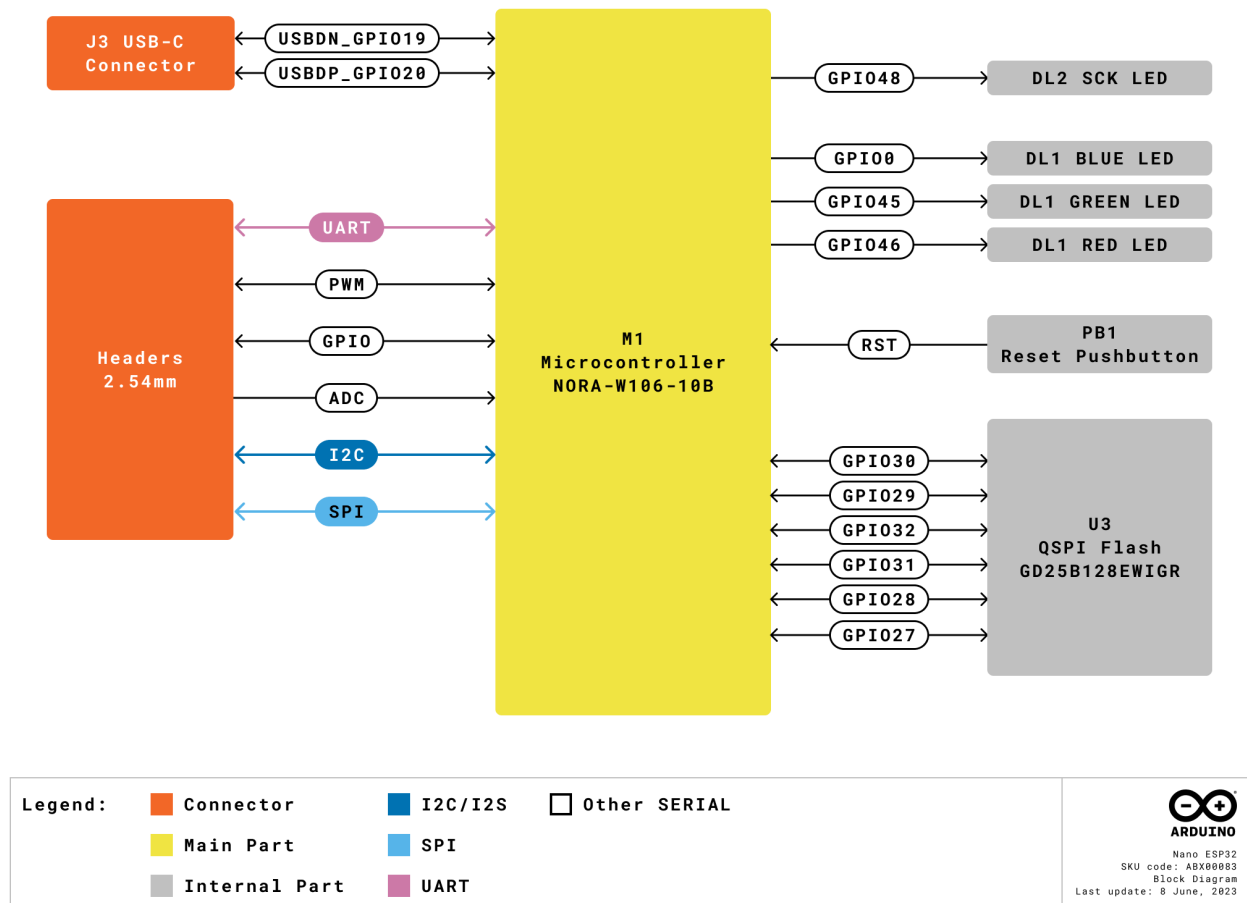 J3 USB-C
Connector
USBDN_GPIO19
USBDP_GPIO20
Headers
2.54mm
UART
PWM
GPIO
ADC
I2C
SPI
M1
Microcontroller
NORA-W106-10B
GPIO48
DL2 SCK LED
GPIO0
DL1 BLUE LED
GPIO45
DL1 GREEN LED
GPIO46
DL1 RED LED
RST
PB1
Reset Pushbutton
GPIO30
GPIO29
GPIO32
GPIO31
GPIO28
GPIO27
U3
QSPI Flash
GD25B128EWIGR
Legend:
Connector
Main Part
Internal Part
I2C/I2S
SPI
UART
Other SERIAL
ARDUINO
Nano ESP32
SKU code: ABX00083
Block Diagram
Last update: 8 June, 2023